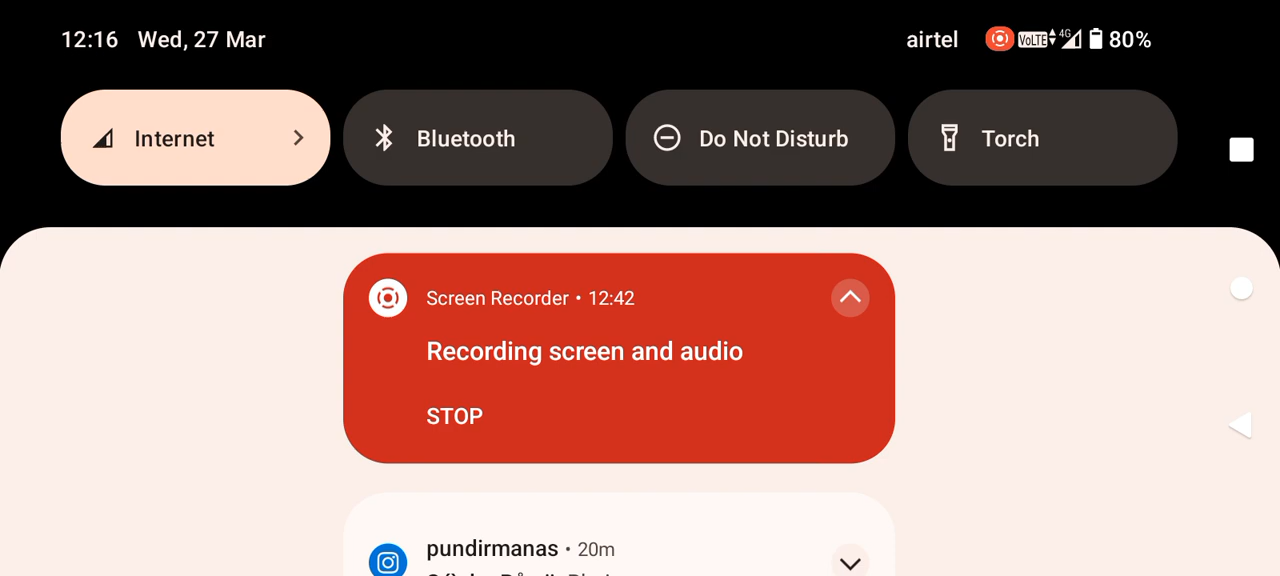 12:16 Wed, 27 Mar airtel VoLTE 4G 80%
Internet Bluetooth Do Not Disturb Torch
Screen Recorder • 12:42
Recording screen and audio
STOP
pundirmanas • 20m